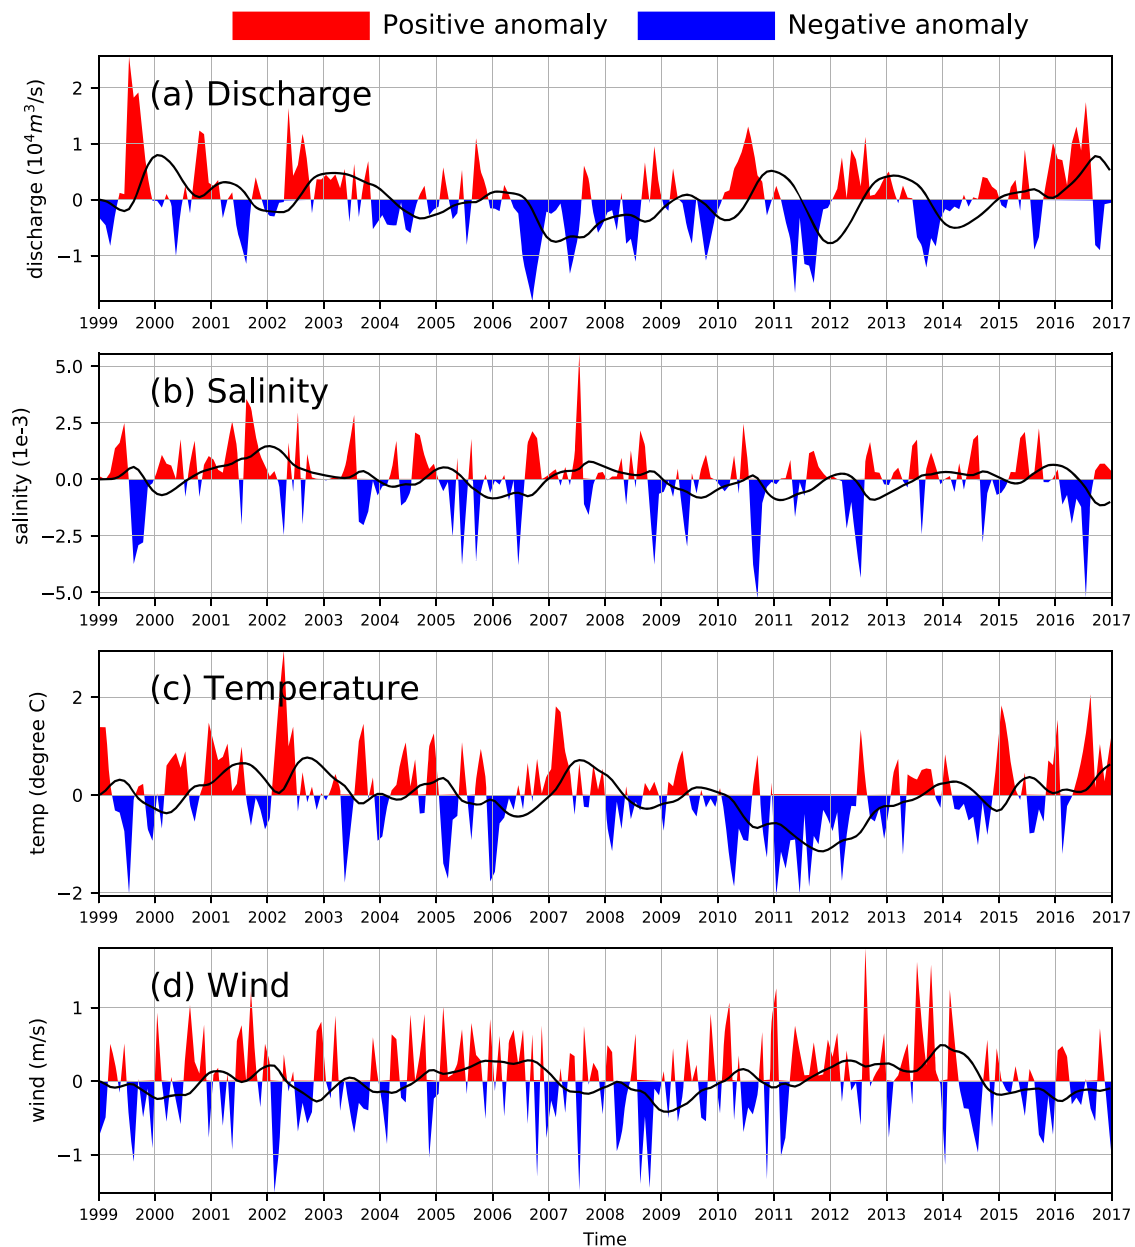 Positive anomaly Negative anomaly
(a) Discharge
discharge (10⁴m³/s)
2
1
0
−1
1999 2000 2001 2002 2003 2004 2005 2006 2007 2008 2009 2010 2011 2012 2013 2014 2015 2016 2017
(b) Salinity
salinity (1e-3)
5.0
2.5
0.0
−2.5
−5.0
1999 2000 2001 2002 2003 2004 2005 2006 2007 2008 2009 2010 2011 2012 2013 2014 2015 2016 2017
(c) Temperature
temp (degree C)
2
0
−2
1999 2000 2001 2002 2003 2004 2005 2006 2007 2008 2009 2010 2011 2012 2013 2014 2015 2016 2017
(d) Wind
wind (m/s)
1
0
−1
1999 2000 2001 2002 2003 2004 2005 2006 2007 2008 2009 2010 2011 2012 2013 2014 2015 2016 2017
Time